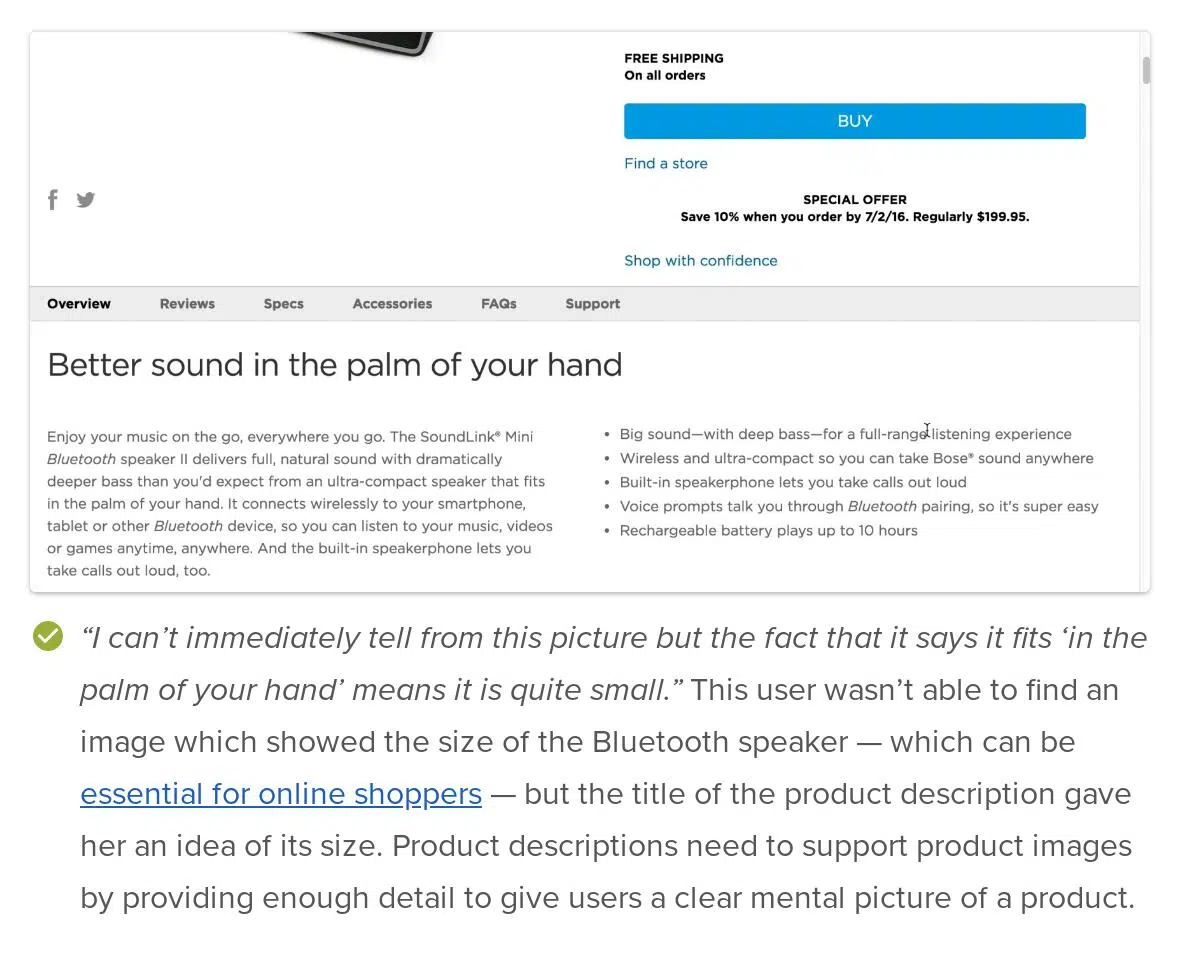 FREE SHIPPING
On all orders
BUY
Find a store
SPECIAL OFFER
Save 10% when you order by 7/2/16. Regularly $199.95.
Shop with confidence
Overview Reviews Specs Accessories FAQs Support
Better sound in the palm of your hand
Enjoy your music on the go, everywhere you go. The SoundLink® Mini
Bluetooth speaker II delivers full, natural sound with dramatically
deeper bass than you'd expect from an ultra-compact speaker that fits
in the palm of your hand. It connects wirelessly to your smartphone,
tablet or other Bluetooth device, so you can listen to your music, videos
or games anytime, anywhere. And the built-in speakerphone lets you
take calls out loud, too.
• Big sound—with deep bass—for a full-range listening experience
• Wireless and ultra-compact so you can take Bose® sound anywhere
• Built-in speakerphone lets you take calls out loud
• Voice prompts talk you through Bluetooth pairing, so it's super easy
• Rechargeable battery plays up to 10 hours
“I can’t immediately tell from this picture but the fact that it says it fits ‘in the
palm of your hand’ means it is quite small.” This user wasn’t able to find an
image which showed the size of the Bluetooth speaker — which can be
essential for online shoppers — but the title of the product description gave
her an idea of its size. Product descriptions need to support product images
by providing enough detail to give users a clear mental picture of a product.